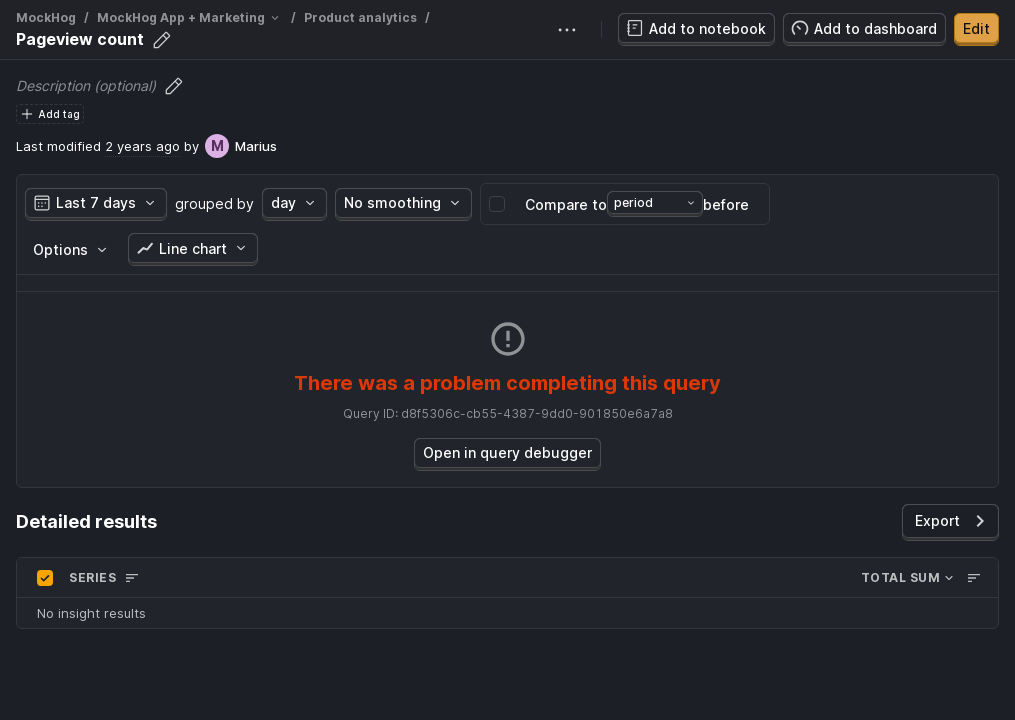 MockHog / MockHog App + Marketing / Product analytics /
Pageview count
Add to notebook
Add to dashboard
Edit
Description (optional)
Add tag
Last modified 2 years ago by M Marius
Last 7 days grouped by day No smoothing Compare to period before
Options Line chart
There was a problem completing this query
Query ID: d8f5306c-cb55-4387-9dd0-901850e6a7a8
Open in query debugger
Detailed results
Export
SERIES TOTAL SUM
No insight results